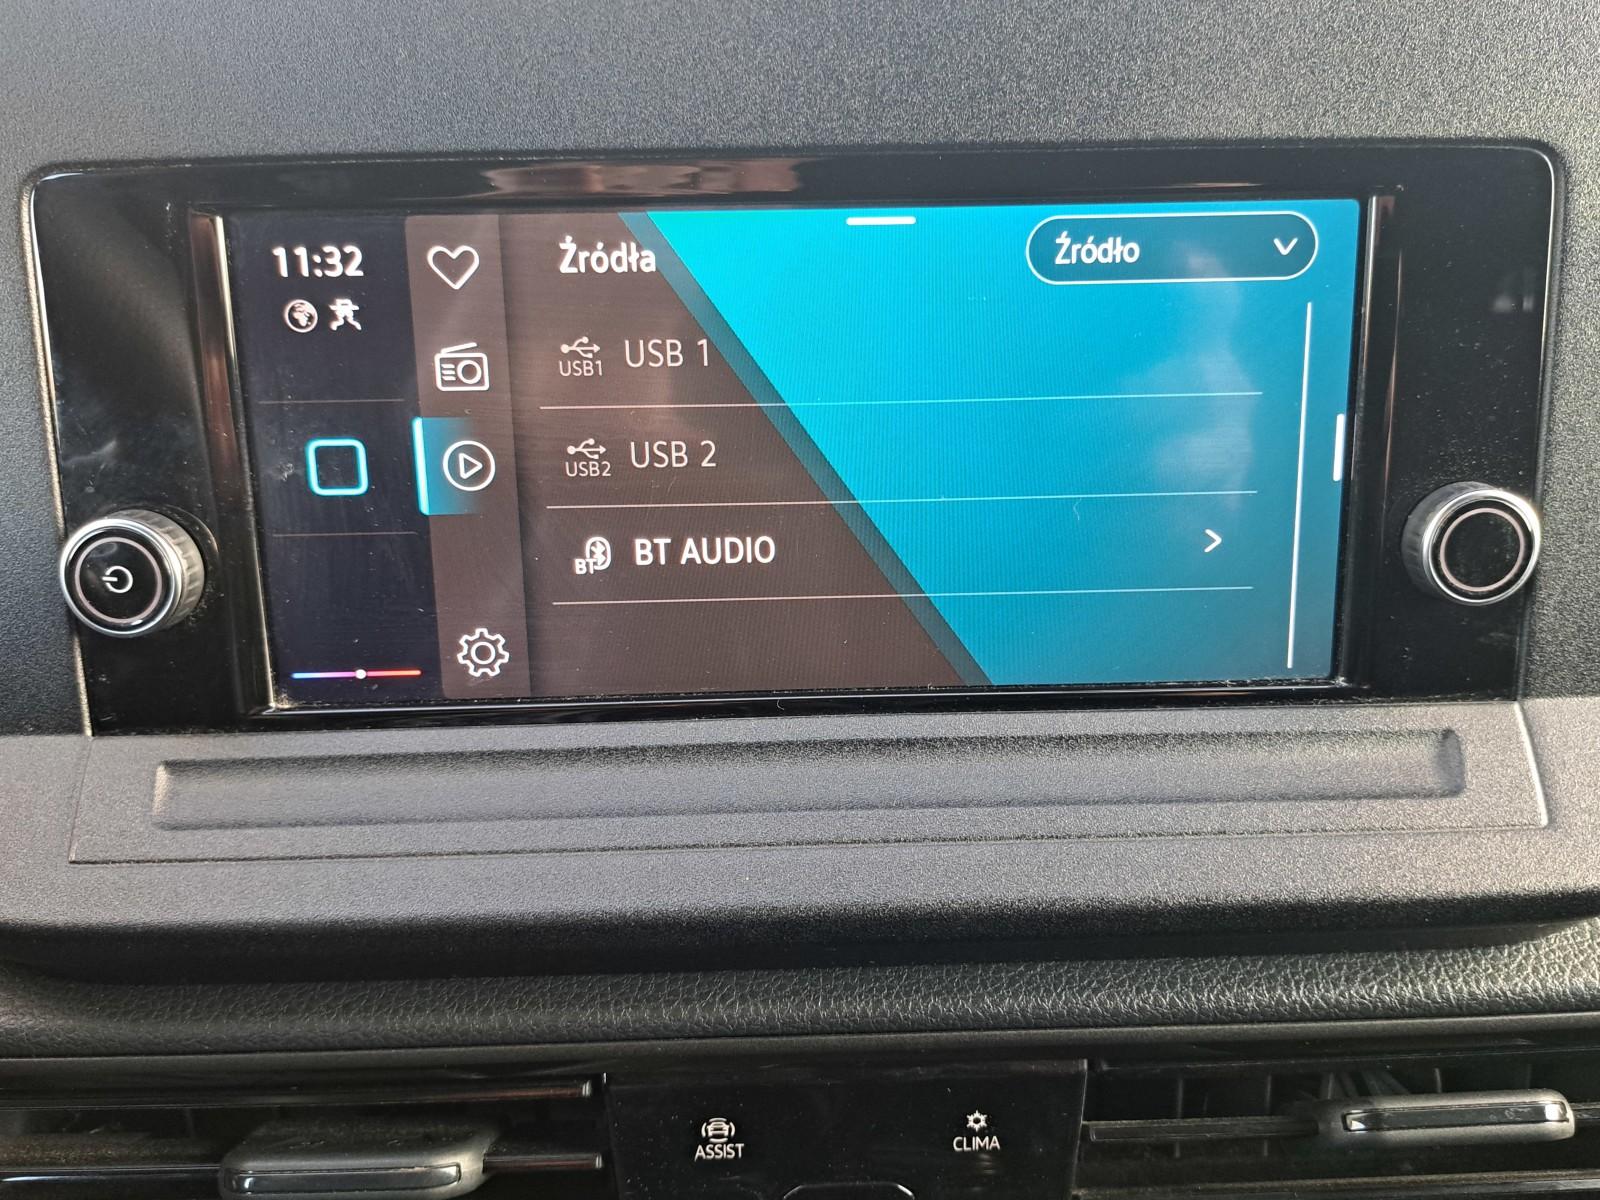 11:32
Źródła
Źródło
USB1 USB 1
USB2 USB 2
BT BT AUDIO
ASSIST
CLIMA